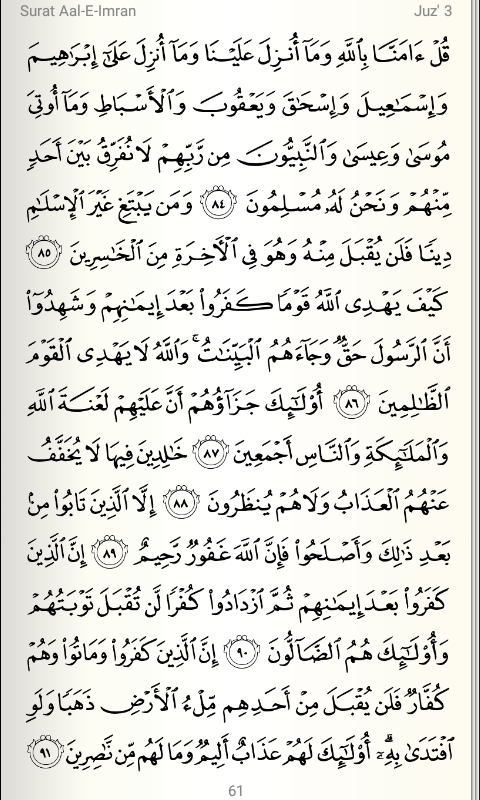 Surat Aal-E-Imran Juz' 3
قُلْ ءَامَنَّا بِٱللَّهِ وَمَآ أُنزِلَ عَلَيْنَا وَمَآ أُنزِلَ عَلَىٰٓ إِبْرَٰهِيمَ
وَإِسْمَٰعِيلَ وَإِسْحَٰقَ وَيَعْقُوبَ وَٱلْأَسْبَاطِ وَمَآ أُوتِىَ
مُوسَىٰ وَعِيسَىٰ وَٱلنَّبِيُّونَ مِن رَّبِّهِمْ لَا نُفَرِّقُ بَيْنَ أَحَدٍ
مِّنْهُمْ وَنَحْنُ لَهُۥ مُسْلِمُونَ ٨٤ وَمَن يَبْتَغِ غَيْرَ ٱلْإِسْلَٰمِ
دِينًا فَلَن يُقْبَلَ مِنْهُ وَهُوَ فِى ٱلْأَخِرَةِ مِنَ ٱلْخَٰسِرِينَ ٨٥
كَيْفَ يَهْدِى ٱللَّهُ قَوْمًا كَفَرُوا۟ بَعْدَ إِيمَٰنِهِمْ وَشَهِدُوٓا۟
أَنَّ ٱلرَّسُولَ حَقٌّ وَجَآءَهُمُ ٱلْبَيِّنَٰتُ ۚ وَٱللَّهُ لَا يَهْدِى ٱلْقَوْمَ
ٱلظَّٰلِمِينَ ٨٦ أُو۟لَٰٓئِكَ جَزَآؤُهُمْ أَنَّ عَلَيْهِمْ لَعْنَةَ ٱللَّهِ
وَٱلْمَلَٰٓئِكَةِ وَٱلنَّاسِ أَجْمَعِينَ ٨٧ خَٰلِدِينَ فِيهَا لَا يُخَفَّفُ
عَنْهُمُ ٱلْعَذَابُ وَلَا هُمْ يُنظَرُونَ ٨٨ إِلَّا ٱلَّذِينَ تَابُوا۟ مِنۢ
بَعْدِ ذَٰلِكَ وَأَصْلَحُوا۟ فَإِنَّ ٱللَّهَ غَفُورٌ رَّحِيمٌ ٨٩ إِنَّ ٱلَّذِينَ
كَفَرُوا۟ بَعْدَ إِيمَٰنِهِمْ ثُمَّ ٱزْدَادُوا۟ كُفْرًا لَّن تُقْبَلَ تَوْبَتُهُمْ
وَأُو۟لَٰٓئِكَ هُمُ ٱلضَّآلُّونَ ٩٠ إِنَّ ٱلَّذِينَ كَفَرُوا۟ وَمَاتُوا۟ وَهُمْ
كُفَّارٌ فَلَن يُقْبَلَ مِنْ أَحَدِهِم مِّلْءُ ٱلْأَرْضِ ذَهَبًا وَلَوِ
ٱفْتَدَىٰ بِهِۦٓ ۗ أُو۟لَٰٓئِكَ لَهُمْ عَذَابٌ أَلِيمٌ وَمَا لَهُم مِّن نَّٰصِرِينَ ٩١
61